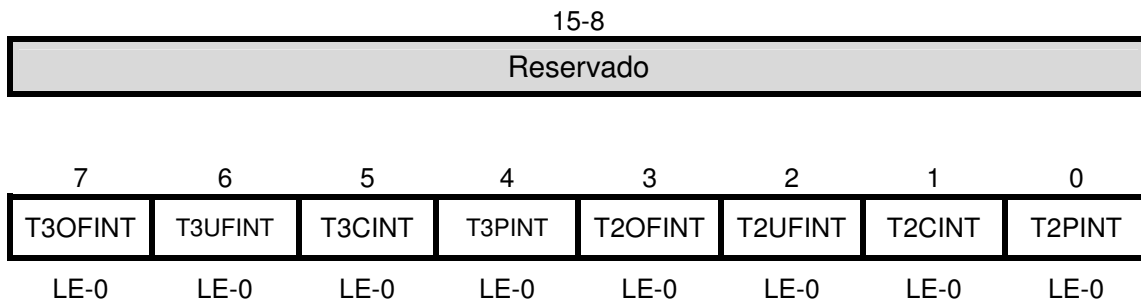 15-8
Reservado
7 6 5 4 3 2 1 0
T3OFINT T3UFINT T3CINT T3PINT T2OFINT T2UFINT T2CINT T2PINT
LE-0 LE-0 LE-0 LE-0 LE-0 LE-0 LE-0 LE-0